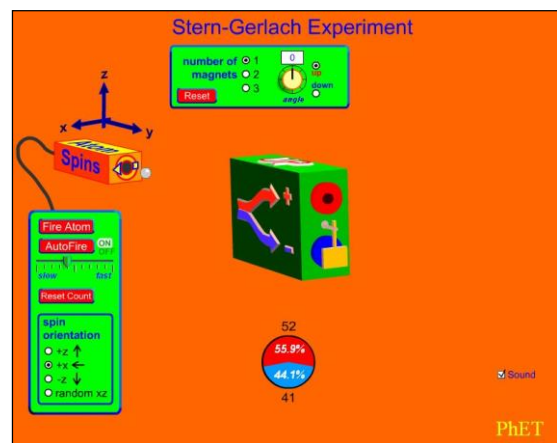 Stern-Gerlach Experiment
number of magnets
1
2
3
Reset
0
angle
up
down
z
x
y
Atom
Spins
+
-
Fire Atom
AutoFire
ON
OFF
slow
fast
Reset Count
spin orientation
+z ↑
+x ←
-z ↓
random xz
52
55.9%
44.1%
41
Sound
PhET